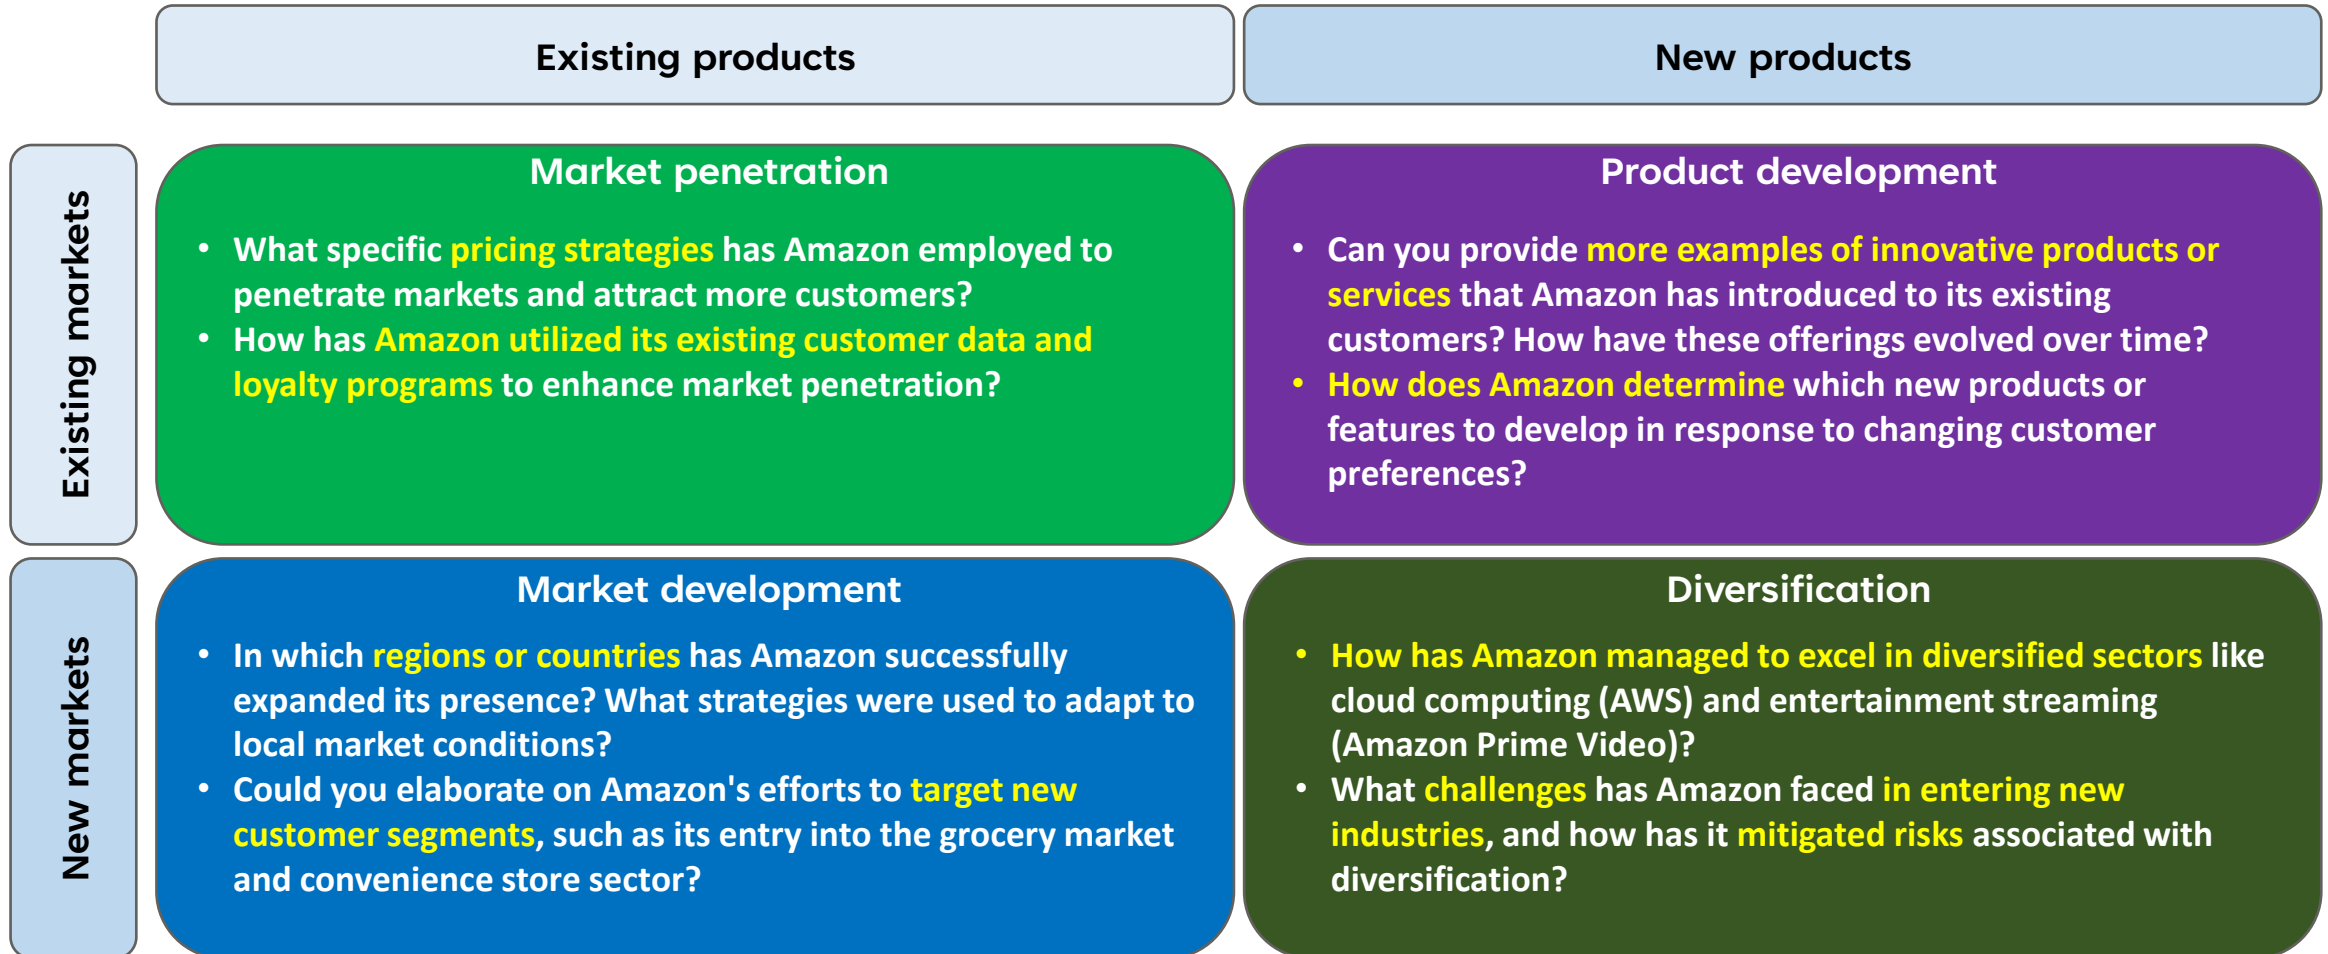 Existing products
New products
Existing markets
Market penetration
• What specific pricing strategies has Amazon employed to
penetrate markets and attract more customers?
• How has Amazon utilized its existing customer data and
loyalty programs to enhance market penetration?
Product development
• Can you provide more examples of innovative products or
services that Amazon has introduced to its existing
customers? How have these offerings evolved over time?
• How does Amazon determine which new products or
features to develop in response to changing customer
preferences?
New markets
Market development
• In which regions or countries has Amazon successfully
expanded its presence? What strategies were used to adapt to
local market conditions?
• Could you elaborate on Amazon's efforts to target new
customer segments, such as its entry into the grocery market
and convenience store sector?
Diversification
• How has Amazon managed to excel in diversified sectors like
cloud computing (AWS) and entertainment streaming
(Amazon Prime Video)?
• What challenges has Amazon faced in entering new
industries, and how has it mitigated risks associated with
diversification?